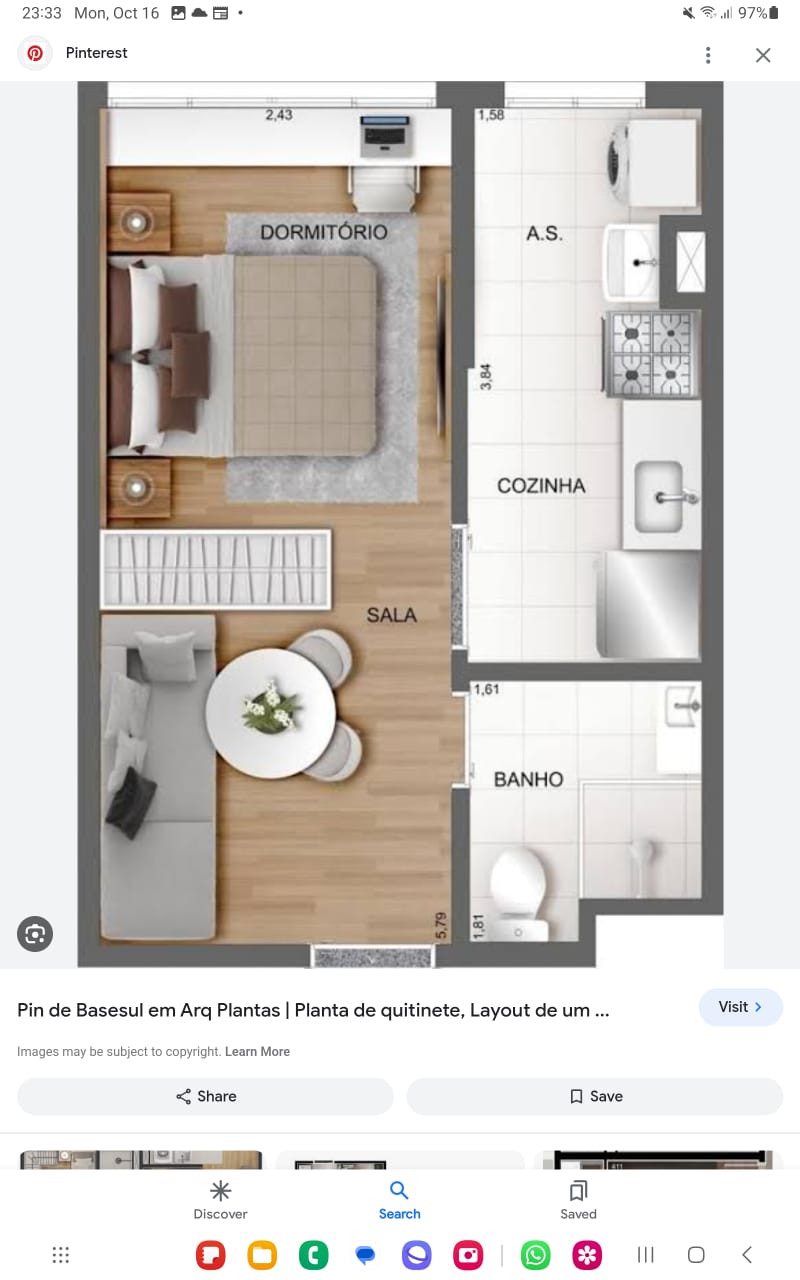 23:33 Mon, Oct 16
97%
Pinterest
2,43
1,58
DORMITÓRIO
A.S.
3,84
COZINHA
SALA
1,61
BANHO
5,79
1,81
Pin de Basesul em Arq Plantas | Planta de quitinete, Layout de um ...
Visit
Images may be subject to copyright. Learn More
Share
Save
411
Discover
Search
Saved